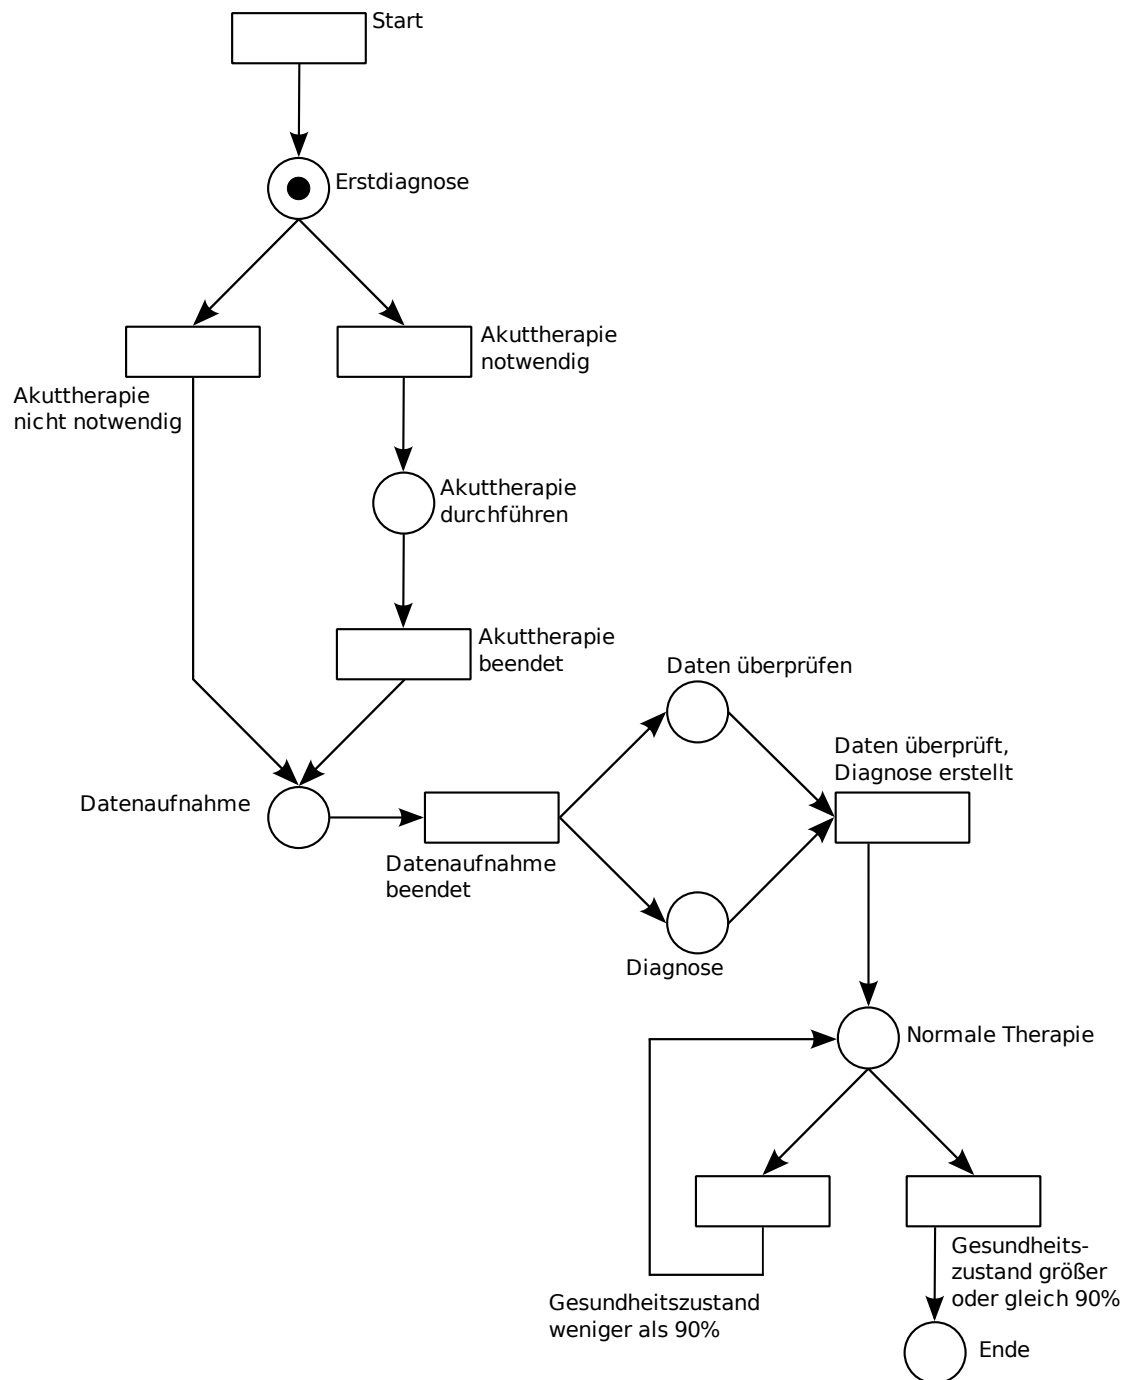 Start
Erstdiagnose
Akuttherapie
notwendig
Akuttherapie
nicht notwendig
Akuttherapie
durchführen
Akuttherapie
beendet
Daten überprüfen
Daten überprüft,
Diagnose erstellt
Datenaufnahme
Datenaufnahme
beendet
Diagnose
Normale Therapie
Gesundheits-
zustand größer
oder gleich 90%
Gesundheitszustand
weniger als 90%
Ende